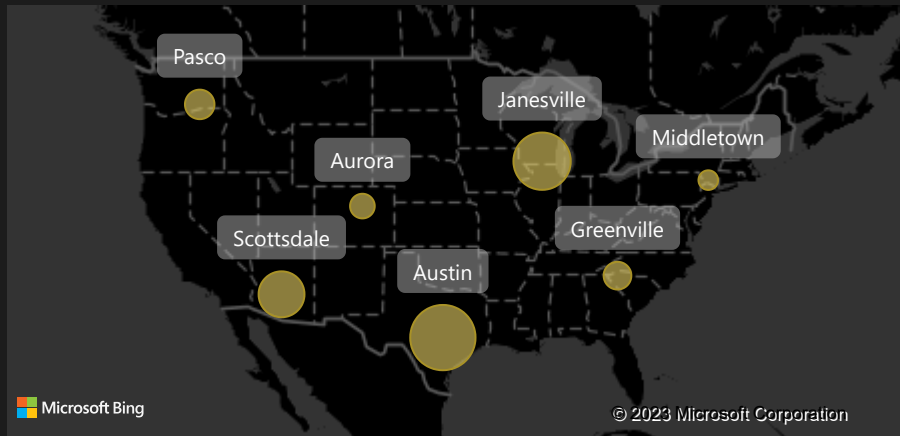 Pasco
Janesville
Middletown
Aurora
Greenville
Scottsdale
Austin
Microsoft Bing
© 2023 Microsoft Corporation